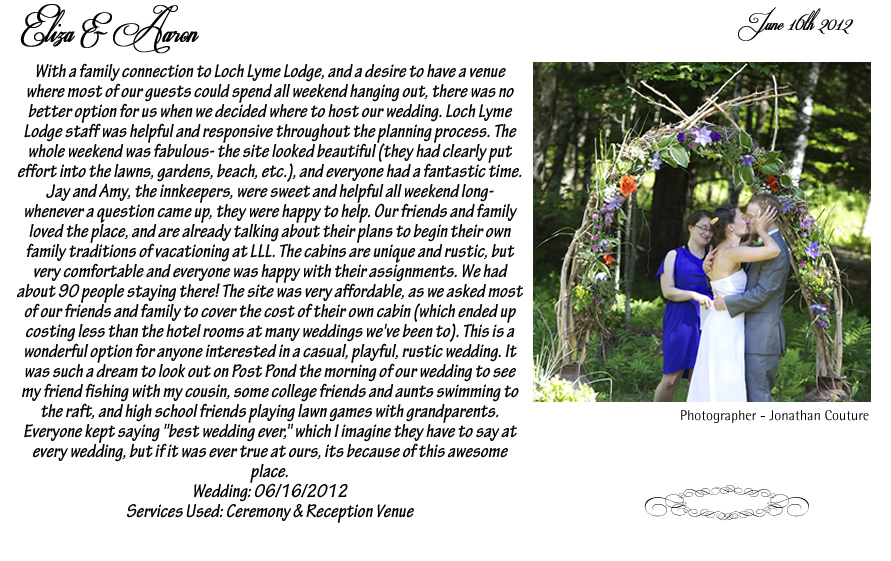 Eliza & Aaron
June 16th 2012
With a family connection to Loch Lyme Lodge, and a desire to have a venue
where most of our guests could spend all weekend hanging out, there was no
better option for us when we decided where to host our wedding. Loch Lyme
Lodge staff was helpful and responsive throughout the planning process. The
whole weekend was fabulous- the site looked beautiful (they had clearly put
effort into the lawns, gardens, beach, etc.), and everyone had a fantastic time.
Jay and Amy, the innkeepers, were sweet and helpful all weekend long-
whenever a question came up, they were happy to help. Our friends and family
loved the place, and are already talking about their plans to begin their own
family traditions of vacationing at LLL. The cabins are unique and rustic, but
very comfortable and everyone was happy with their assignments. We had
about 90 people staying there! The site was very affordable, as we asked most
of our friends and family to cover the cost of their own cabin (which ended up
costing less than the hotel rooms at many weddings we've been to). This is a
wonderful option for anyone interested in a casual, playful, rustic wedding. It
was such a dream to look out on Post Pond the morning of our wedding to see
my friend fishing with my cousin, some college friends and aunts swimming to
the raft, and high school friends playing lawn games with grandparents.
Everyone kept saying "best wedding ever," which I imagine they have to say at
every wedding, but if it was ever true at ours, its because of this awesome
place.
Wedding: 06/16/2012
Services Used: Ceremony & Reception Venue
Photographer - Jonathan Couture